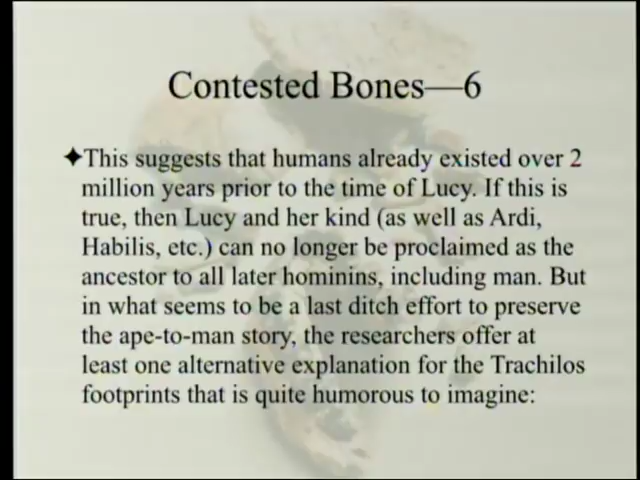 Contested Bones—6
✦This suggests that humans already existed over 2
million years prior to the time of Lucy. If this is
true, then Lucy and her kind (as well as Ardi,
Habilis, etc.) can no longer be proclaimed as the
ancestor to all later hominins, including man. But
in what seems to be a last ditch effort to preserve
the ape-to-man story, the researchers offer at
least one alternative explanation for the Trachilos
footprints that is quite humorous to imagine: